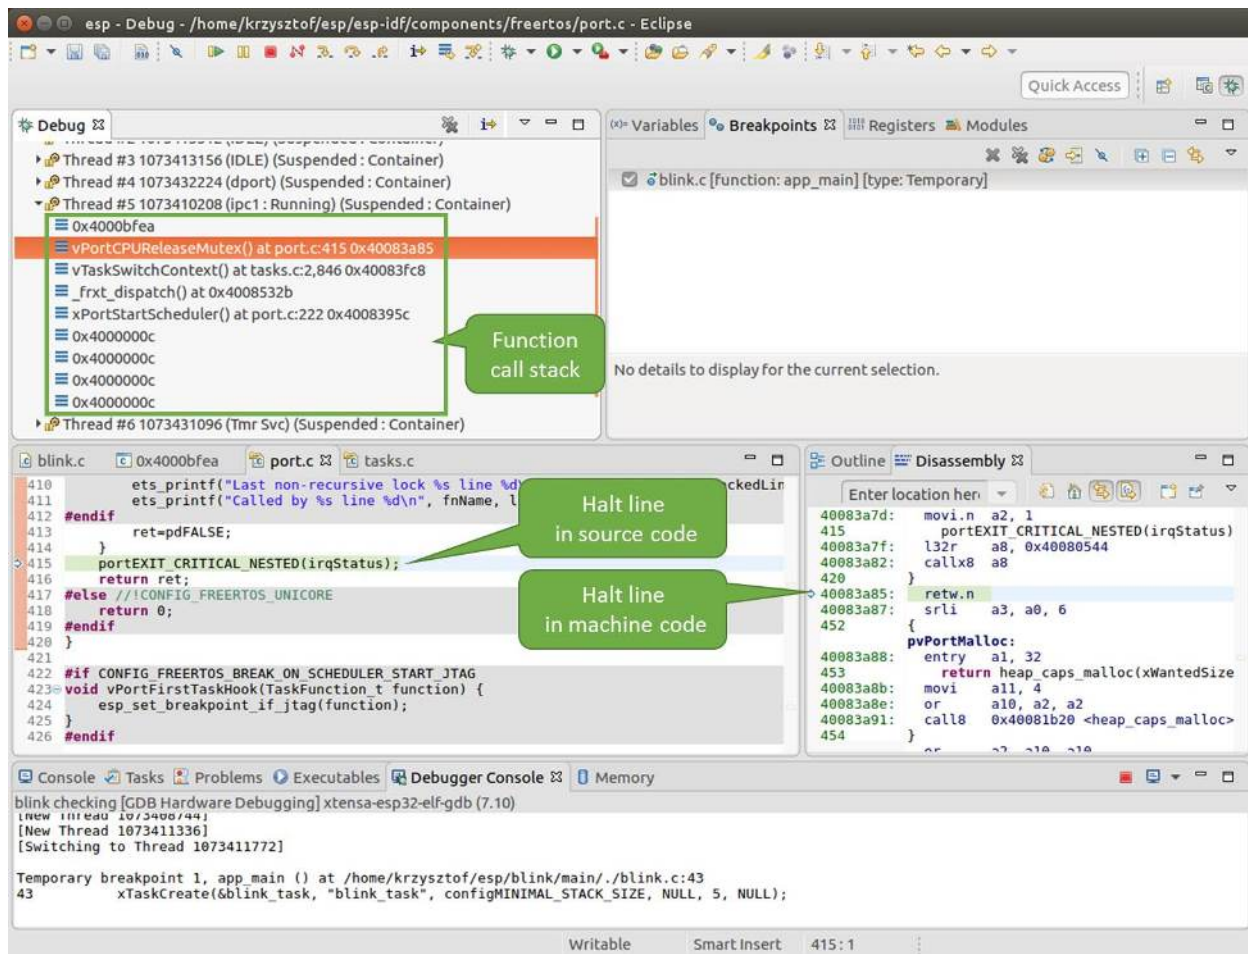 esp - Debug - /home/krzysztof/esp/esp-idf/components/freertos/port.c - Eclipse
Quick Access
Debug
Thread #3 1073413156 (IDLE) (Suspended : Container)
Thread #4 1073432224 (dport) (Suspended : Container)
Thread #5 1073410208 (ipc1 : Running) (Suspended : Container)
0x4000bfea
vPortCPUReleaseMutex() at port.c:415 0x40083a85
vTaskSwitchContext() at tasks.c:2,846 0x40083fc8
_frxt_dispatch() at 0x4008532b
xPortStartScheduler() at port.c:222 0x4008395c
0x4000000c
0x4000000c
0x4000000c
0x4000000c
Thread #6 1073431096 (Tmr Svc) (Suspended : Container)
Function
call stack
(x)= Variables Breakpoints Registers Modules
blink.c [function: app_main] [type: Temporary]
No details to display for the current selection.
blink.c 0x4000bfea port.c tasks.c
410 ets_printf("Last non-recursive lock %s line %d ckedLin
411 ets_printf("Called by %s line %d\n", fnName, l
412 #endif
413 ret=pdFALSE;
414 }
415 portEXIT_CRITICAL_NESTED(irqStatus);
416 return ret;
417 #else //!CONFIG_FREERTOS_UNICORE
418 return 0;
419 #endif
420 }
421
422 #if CONFIG_FREERTOS_BREAK_ON_SCHEDULER_START_JTAG
423 void vPortFirstTaskHook(TaskFunction_t function) {
424 esp_set_breakpoint_if_jtag(function);
425 }
426 #endif
Halt line
in source code
Halt line
in machine code
Outline Disassembly
Enter location her
40083a7d: movi.n a2, 1
415 portEXIT_CRITICAL_NESTED(irqStatus)
40083a7f: l32r a8, 0x40080544
40083a82: callx8 a8
420 }
40083a85: retw.n
40083a87: srli a3, a0, 6
452 {
pvPortMalloc:
40083a88: entry a1, 32
453 return heap_caps_malloc(xWantedSize
40083a8b: movi a11, 4
40083a8e: or a10, a2, a2
40083a91: call8 0x40081b20 <heap_caps_malloc>
454 }
Console Tasks Problems Executables Debugger Console Memory
blink checking [GDB Hardware Debugging] xtensa-esp32-elf-gdb (7.10)
[New Thread 1073408744]
[New Thread 1073411336]
[Switching to Thread 1073411772]
Temporary breakpoint 1, app_main () at /home/krzysztof/esp/blink/main/./blink.c:43
43 xTaskCreate(&blink_task, "blink_task", configMINIMAL_STACK_SIZE, NULL, 5, NULL);
Writable Smart Insert 415 : 1